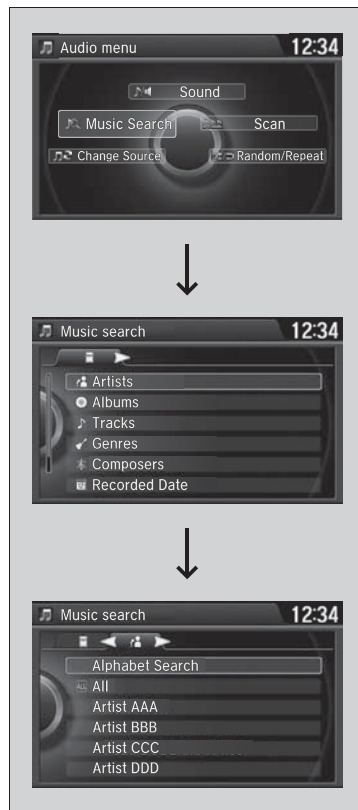 Audio menu 12:34
Sound
Music Search Scan
Change Source Random/Repeat
Music search 12:34
Artists
Albums
Tracks
Genres
Composers
Recorded Date
Music search 12:34
Alphabet Search
ALL All
Artist AAA
Artist BBB
Artist CCC
Artist DDD